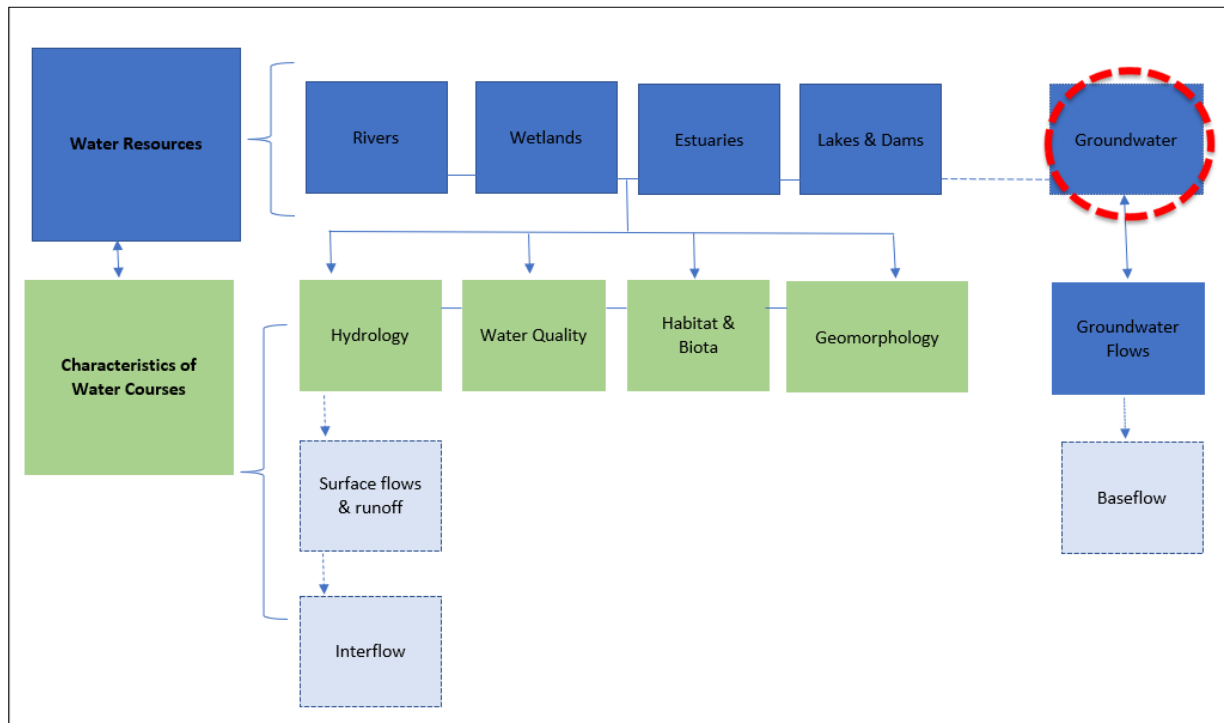 Water Resources
Rivers
Wetlands
Estuaries
Lakes & Dams
Groundwater
Characteristics of
Water Courses
Hydrology
Water Quality
Habitat &
Biota
Geomorphology
Groundwater
Flows
Surface flows
& runoff
Baseflow
Interflow